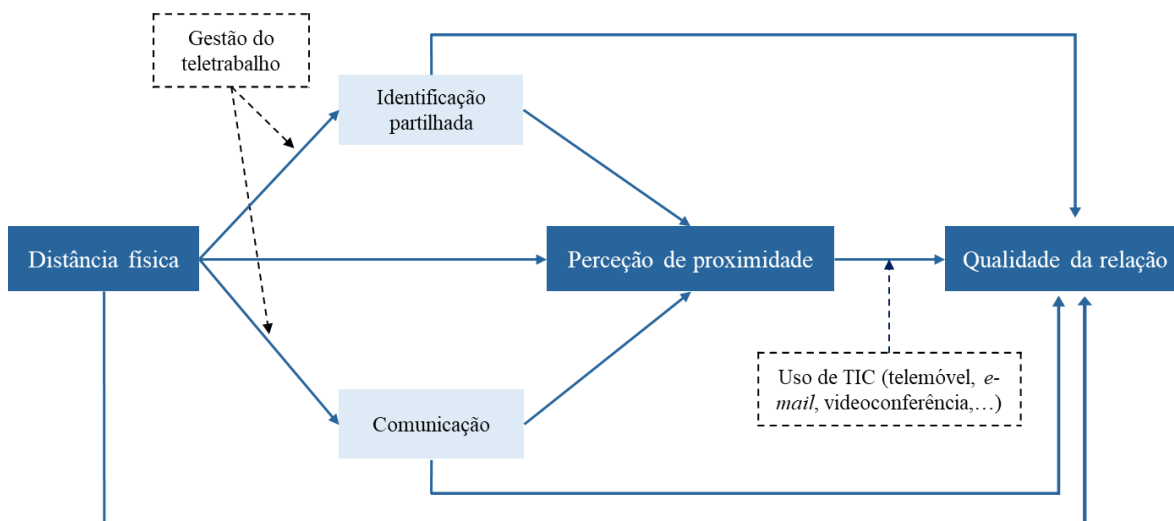 Gestão do
teletrabalho
Identificação
partilhada
Distância física
Perceção de proximidade
Qualidade da relação
Uso de TIC (telemóvel, e-
mail, videoconferência,…)
Comunicação